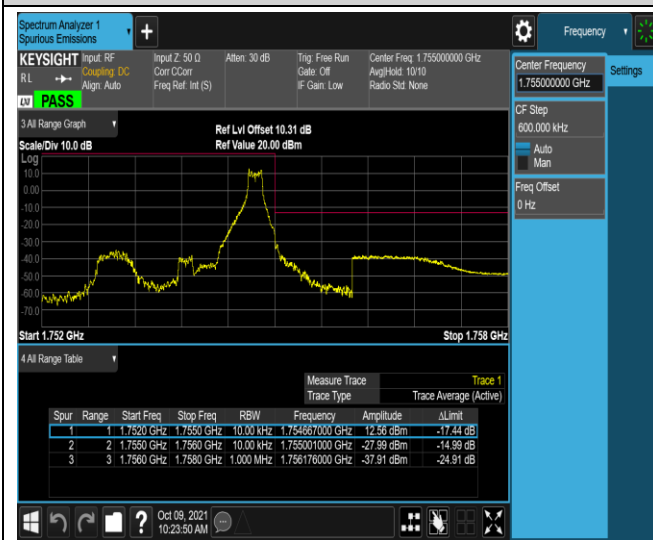 Spectrum Analyzer 1
Spurious Emissions
Frequency
KEYSIGHT Input: RF Input Z: 50 Ω Atten: 30 dB Trig: Free Run Center Freq: 1.755000000 GHz
RL Coupling: DC Corr CCorr Gate: Off Avg|Hold: 10/10
Align: Auto Freq Ref: Int (S) IF Gain: Low Radio Std: None
LXI PASS
Center Frequency
1.755000000 GHz
Settings
CF Step
600.000 kHz
Auto
Man
Freq Offset
0 Hz
3 All Range Graph
Ref Lvl Offset 10.31 dB
Scale/Div 10.0 dB Ref Value 20.00 dBm
Log
10.0
0.00
-10.0
-20.0
-30.0
-40.0
-50.0
-60.0
-70.0
Start 1.752 GHz Stop 1.758 GHz
4 All Range Table
Measure Trace Trace 1
Trace Type Trace Average (Active)
Spur Range Start Freq Stop Freq RBW Frequency Amplitude ΔLimit
1 1 1.7520 GHz 1.7550 GHz 10.00 kHz 1.754667000 GHz 12.56 dBm -17.44 dB
2 2 1.7550 GHz 1.7560 GHz 10.00 kHz 1.755001000 GHz -27.99 dBm -14.99 dB
3 3 1.7560 GHz 1.7580 GHz 1.000 MHz 1.756176000 GHz -37.91 dBm -24.91 dB
Oct 09, 2021
10:23:50 AM